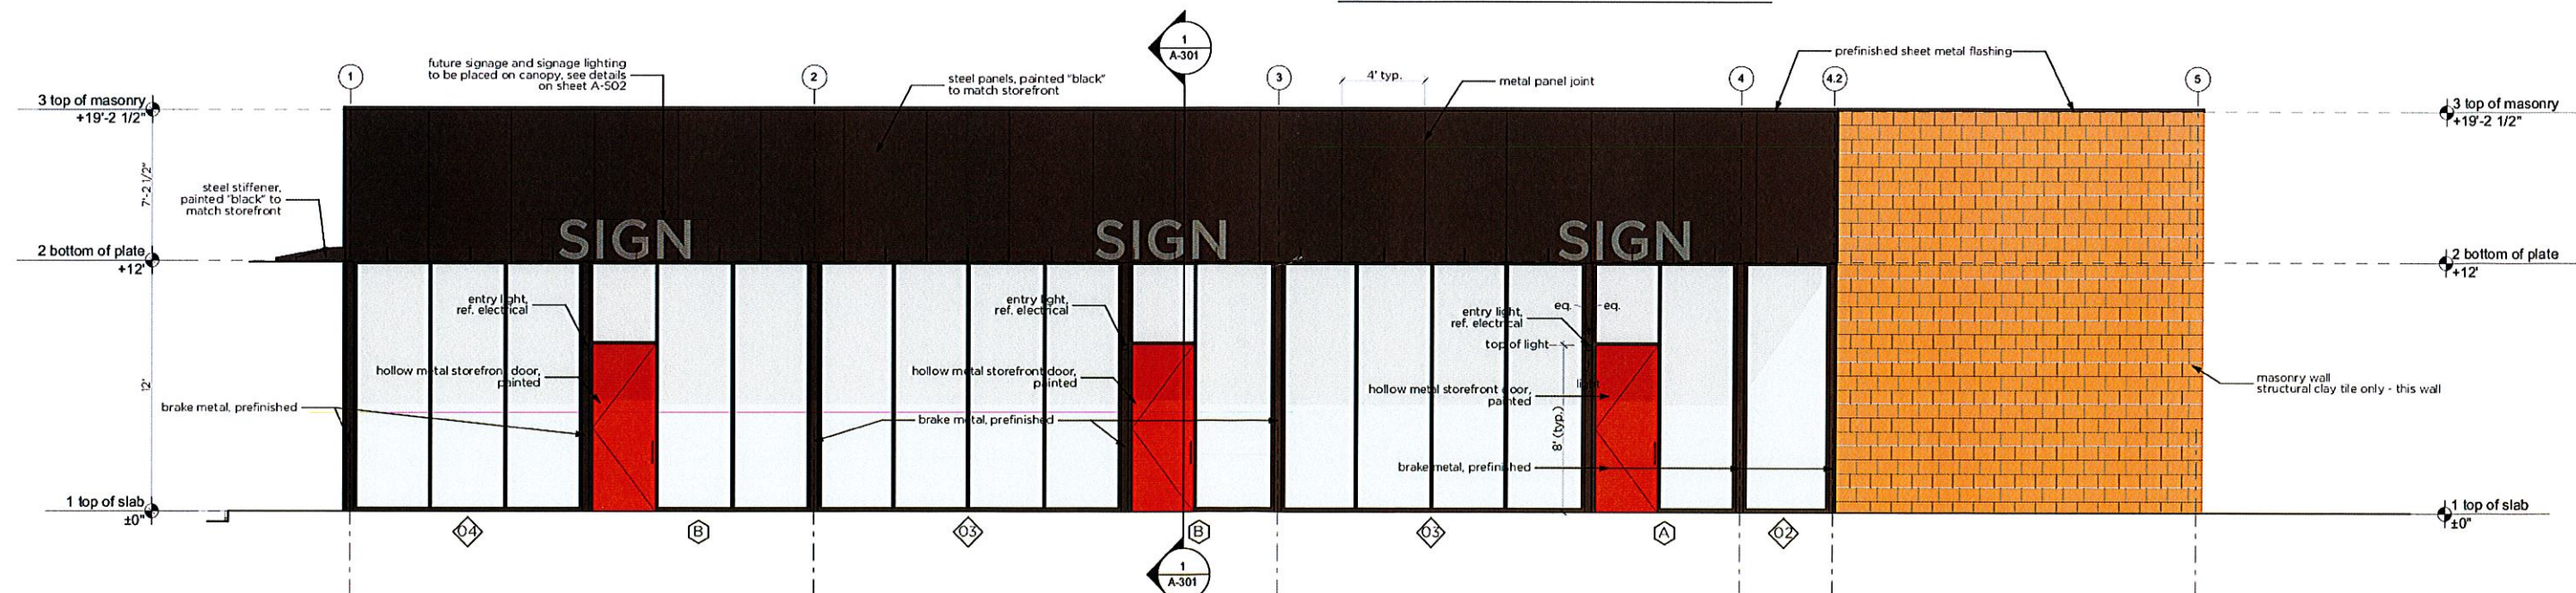 1
A-301
future signage and signage lighting
to be placed on canopy, see details
on sheet A-502
steel panels, painted "black"
to match storefront
metal panel joint
4' typ.
prefinished sheet metal flashing
1
2
3
4
4.2
5
3 top of masonry
+19'-2 1/2"
3 top of masonry
+19'-2 1/2"
7'-2 1/2"
steel stiffener,
painted "black" to
match storefront
SIGN
SIGN
SIGN
2 bottom of plate
+12'
2 bottom of plate
+12'
entry light,
ref. electrical
entry light,
ref. electrical
eq.
eq.
entry light,
ref. electrical
top of light
hollow metal storefront door,
painted
hollow metal storefront door,
painted
light
hollow metal storefront door,
painted
masonry wall
structural clay tile only - this wall
12'
brake metal, prefinished
brake metal, prefinished
8' (typ.)
brake metal, prefinished
1 top of slab
±0"
1 top of slab
±0"
04
B
03
B
03
A
02
1
A-301